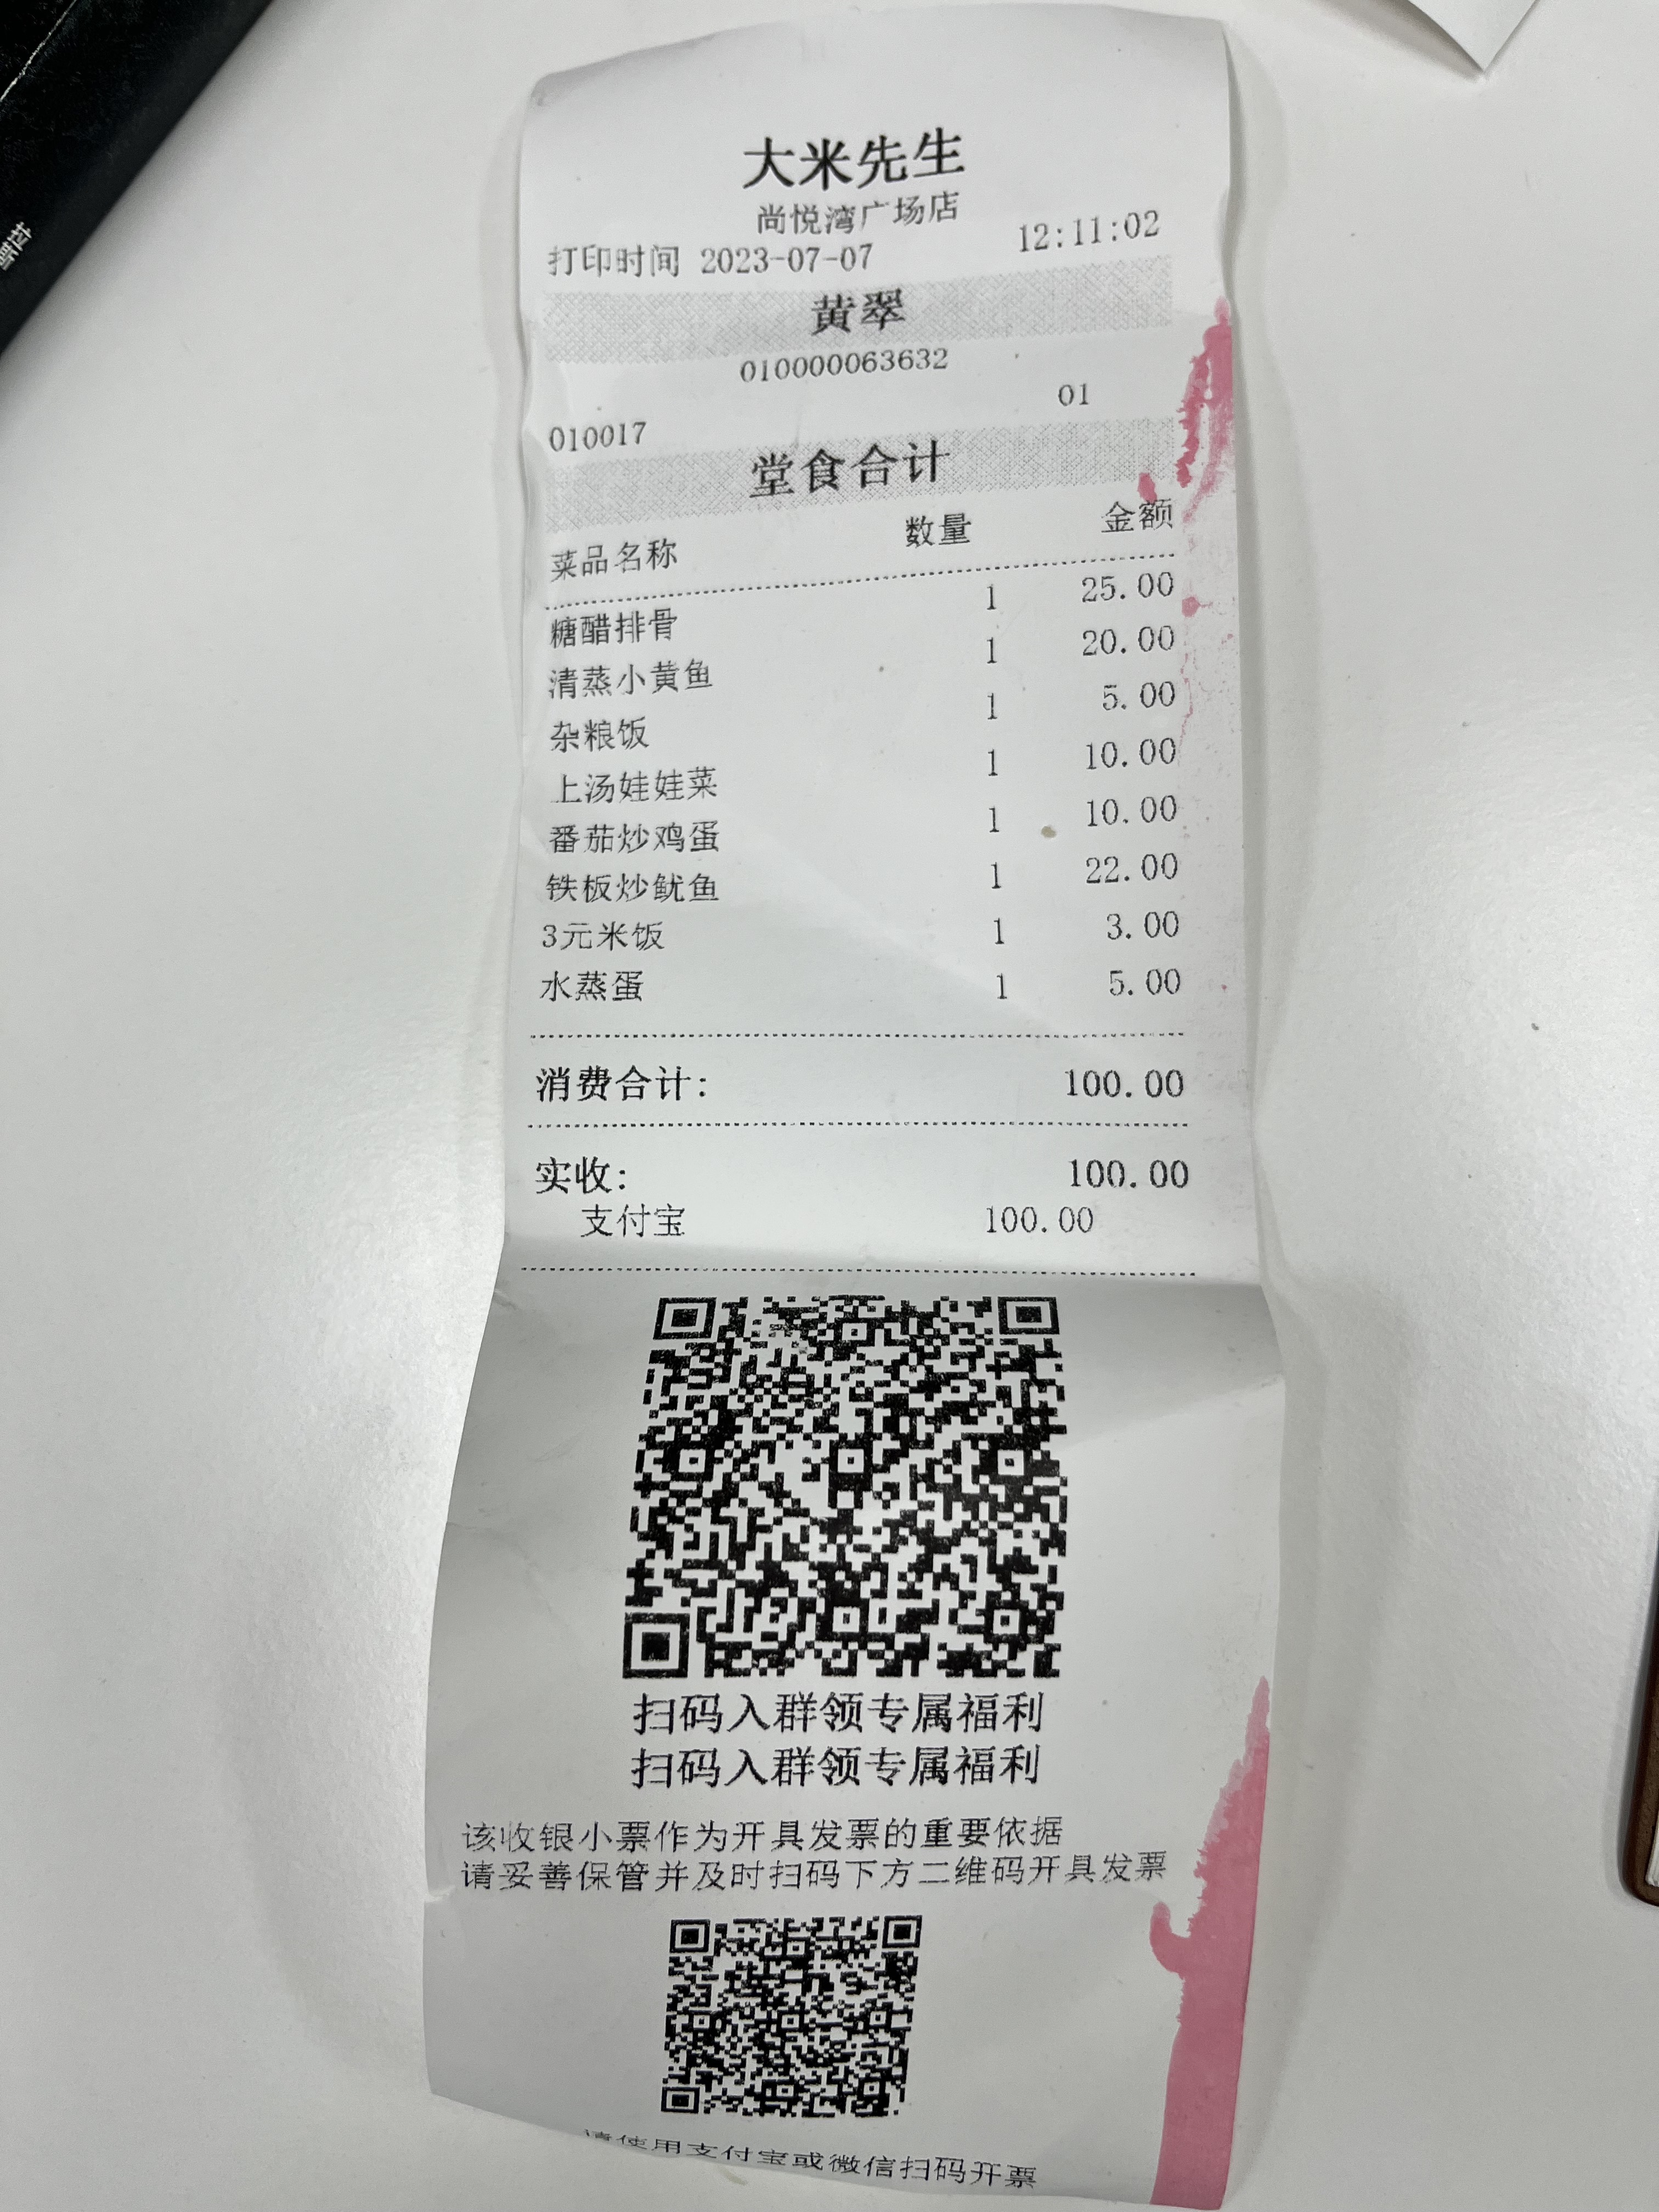 大米先生
尚悦湾广场店
打印时间 2023-07-07 12:11:02
黄翠
010000063632
01
010017
堂食合计
菜品名称 数量 金额
糖醋排骨 1 25.00
清蒸小黄鱼 1 20.00
杂粮饭 1 5.00
上汤娃娃菜 1 10.00
番茄炒鸡蛋 1 10.00
铁板炒鱿鱼 1 22.00
3元米饭 1 3.00
水蒸蛋 1 5.00
消费合计: 100.00
实收: 100.00
支付宝 100.00
扫码入群领专属福利
扫码入群领专属福利
该收银小票作为开具发票的重要依据
请妥善保管并及时扫码下方二维码开具发票
请使用支付宝或微信扫码开票